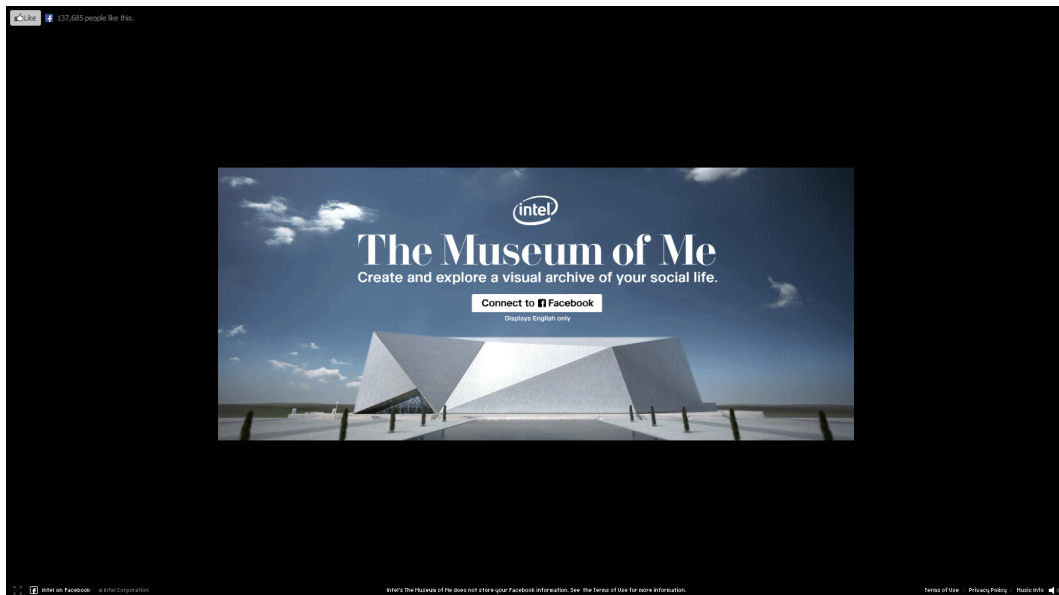 Like 137,685 people like this.
intel
The Museum of Me
Create and explore a visual archive of your social life.
Connect to f Facebook
Displays English only
f Intel on Facebook © Intel Corporation
Intel's The Museum of Me does not store your Facebook information. See the Terms of Use for more information.
Terms of Use / Privacy Policy / Music Info